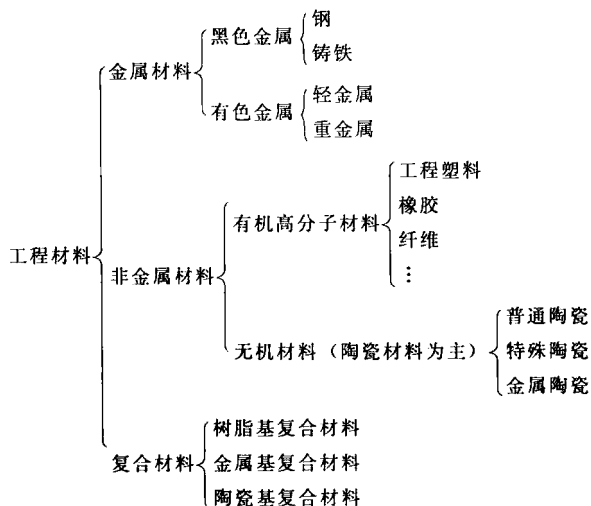 工程材料
金属材料
黑色金属
钢
铸铁
有色金属
轻金属
重金属
非金属材料
有机高分子材料
工程塑料
橡胶
纤维
⋮
无机材料（陶瓷材料为主）
普通陶瓷
特殊陶瓷
金属陶瓷
复合材料
树脂基复合材料
金属基复合材料
陶瓷基复合材料